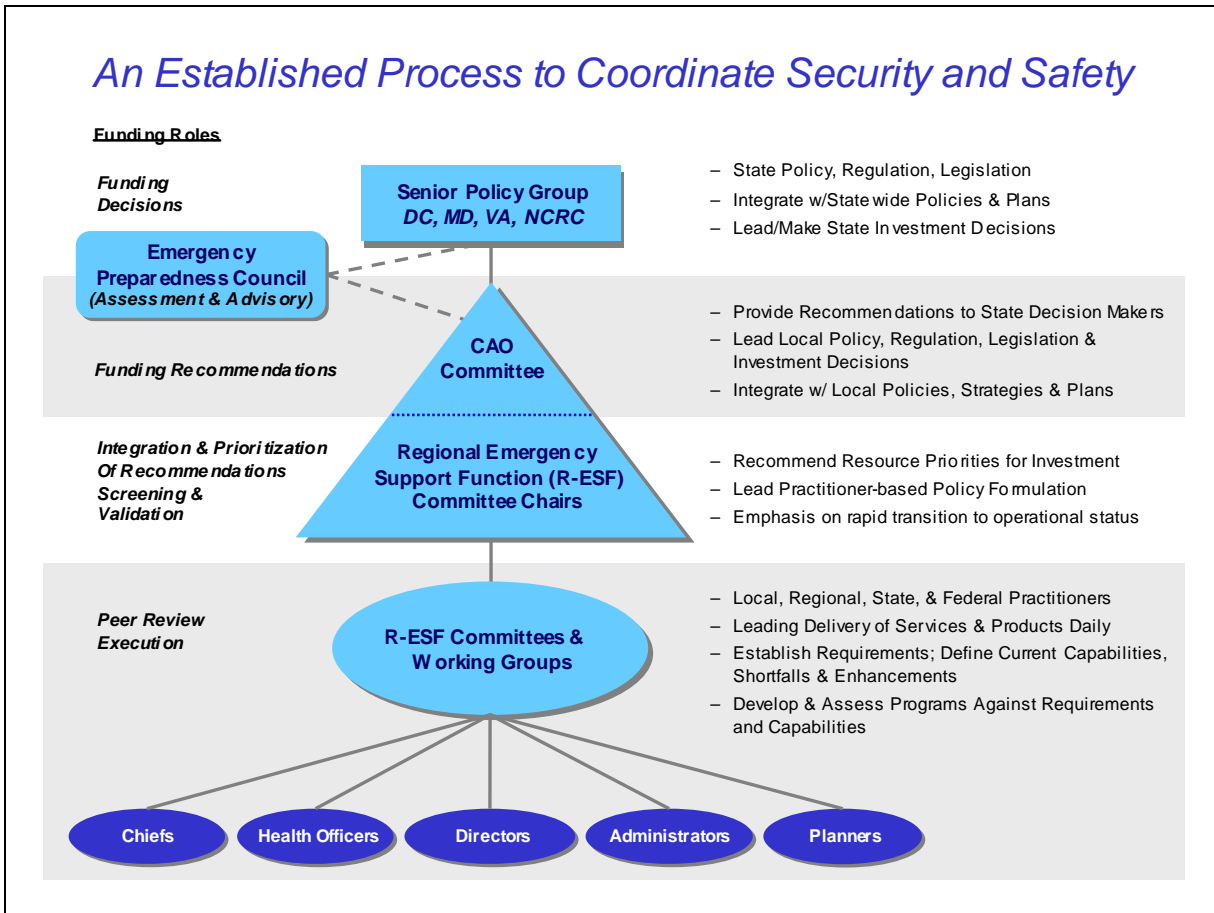 An Established Process to Coordinate Security and Safety
Funding Roles
Funding
Decisions
Senior Policy Group
DC, MD, VA, NCRC
– State Policy, Regulation, Legislation
– Integrate w/Statewide Policies & Plans
– Lead/Make State Investment Decisions
Emergency
Preparedness Council
(Assessment & Advisory)
Funding Recommendations
CAO
Committee
– Provide Recommendations to State Decision Makers
– Lead Local Policy, Regulation, Legislation &
Investment Decisions
– Integrate w/ Local Policies, Strategies & Plans
Integration & Prioritization
Of Recommendations
Screening &
Validation
Regional Emergency
Support Function (R-ESF)
Committee Chairs
– Recommend Resource Priorities for Investment
– Lead Practitioner-based Policy Formulation
– Emphasis on rapid transition to operational status
Peer Review
Execution
R-ESF Committees &
Working Groups
– Local, Regional, State, & Federal Practitioners
– Leading Delivery of Services & Products Daily
– Establish Requirements; Define Current Capabilities,
Shortfalls & Enhancements
– Develop & Assess Programs Against Requirements
and Capabilities
Chiefs
Health Officers
Directors
Administrators
Planners